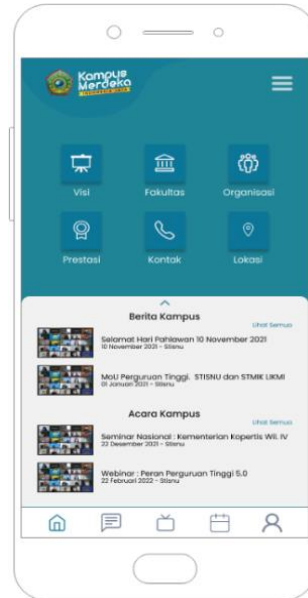 Kampus
Merdeka
INDONESIA JAYA
Visi
Fakultas
Organisasi
Prestasi
Kontak
Lokasi
Berita Kampus
Lihat Semua
Selamat Hari Pahlawan 10 November 2021
10 November 2021 - Stisnu
MoU Perguruan Tinggi. STISNU dan STMIK LIKMI
01 Januari 2021 - Stisnu
Acara Kampus
Lihat Semua
Seminar Nasional : Kementerian Kopertis Wil. IV
22 Desember 2021 - Stisnu
Webinar : Peran Perguruan Tinggi 5.0
22 Februari 2022 - Stisnu